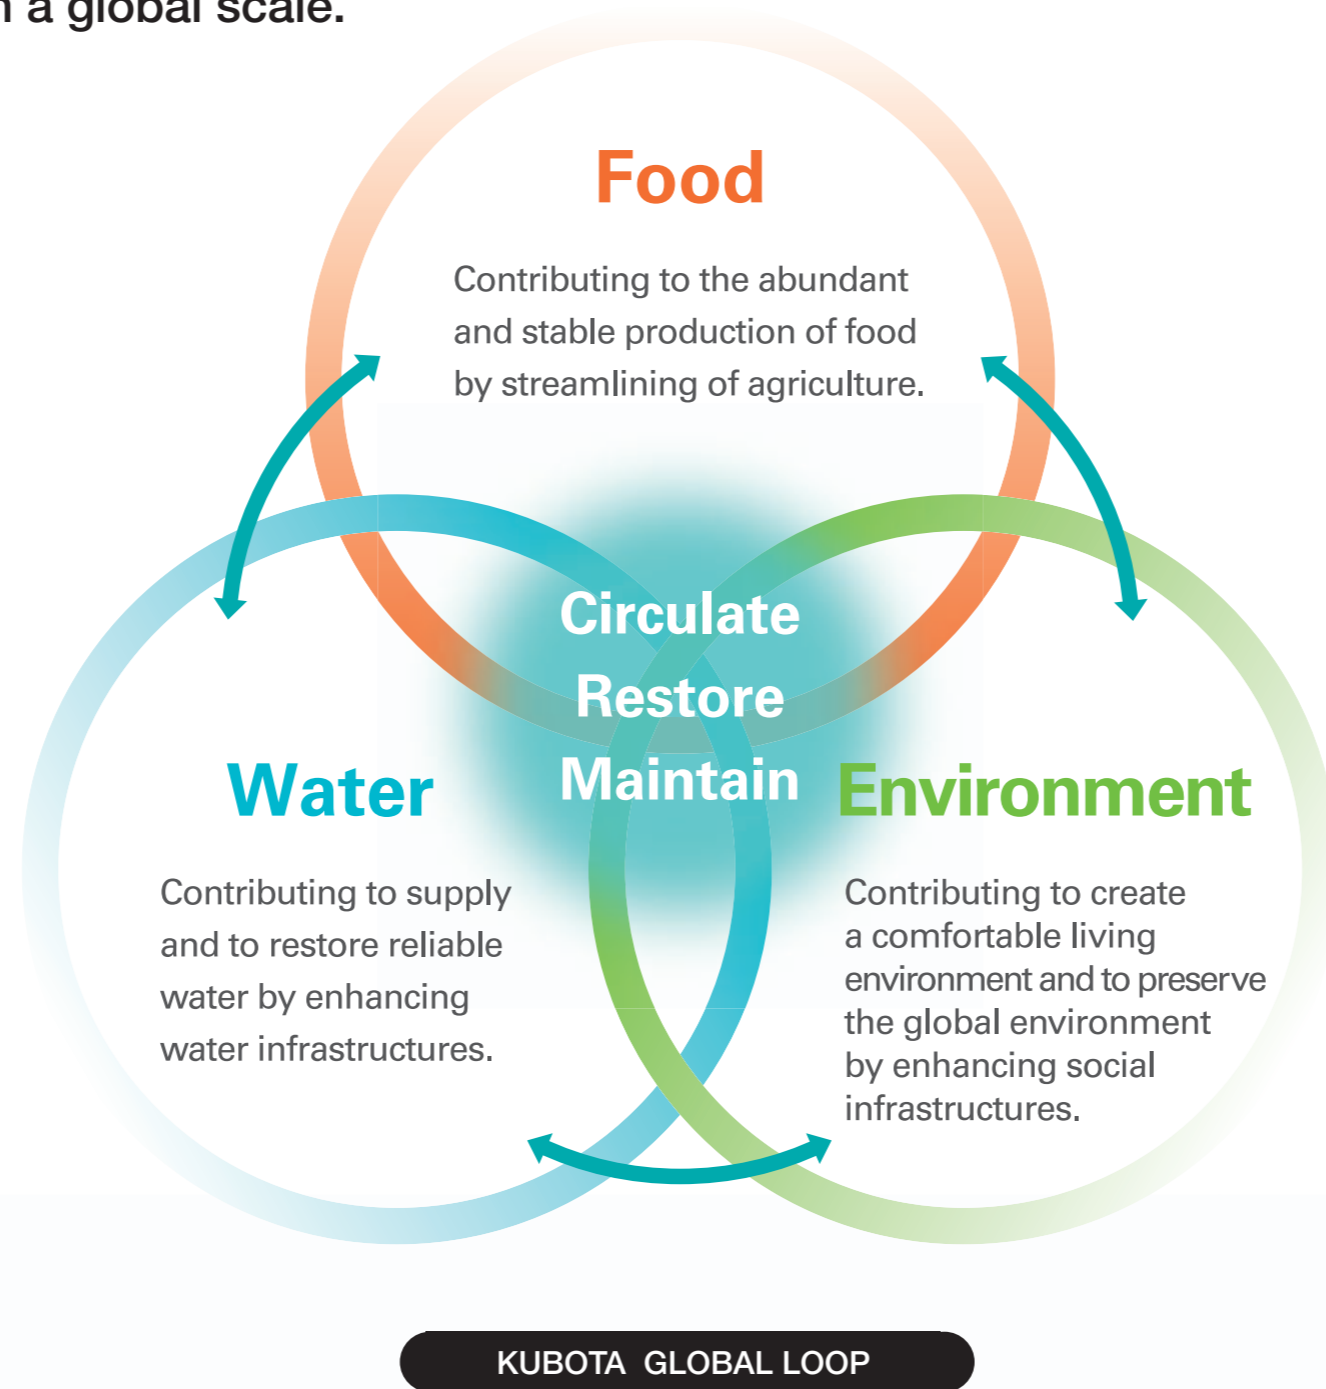 a global scale.
Food
Contributing to the abundant
and stable production of food
by streamlining of agriculture.
Circulate
Restore
Maintain
Water
Contributing to supply
and to restore reliable
water by enhancing
water infrastructures.
Environment
Contributing to create
a comfortable living
environment and to preserve
the global environment
by enhancing social
infrastructures.
KUBOTA GLOBAL LOOP